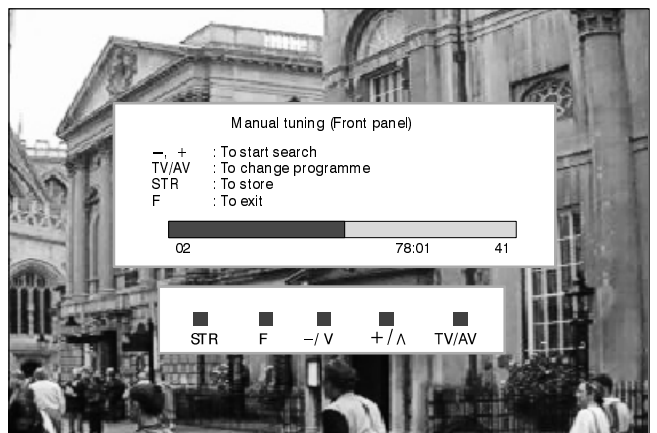 Manual tuning (Front panel)
−, + : To start search
TV/AV : To change programme
STR : To store
F : To exit
02 78:01 41
STR F −/∨ +/∧ TV/AV